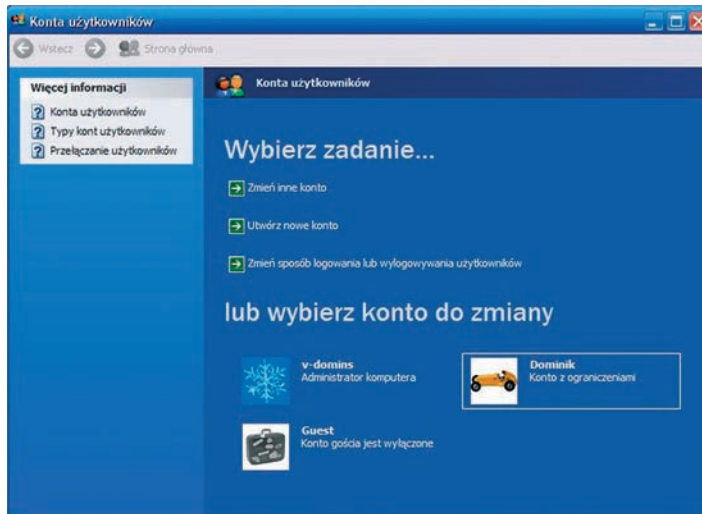 Konta użytkowników
Wstecz
Strona główna
Więcej informacji
Konta użytkowników
Typy kont użytkowników
Przełączanie użytkowników
Konta użytkowników
Wybierz zadanie...
Zmień inne konto
Utwórz nowe konto
Zmień sposób logowania lub wylogowywania użytkowników
lub wybierz konto do zmiany
v-domins
Administrator komputera
Dominik
Konto z ograniczeniami
Guest
Konto gościa jest wyłączone